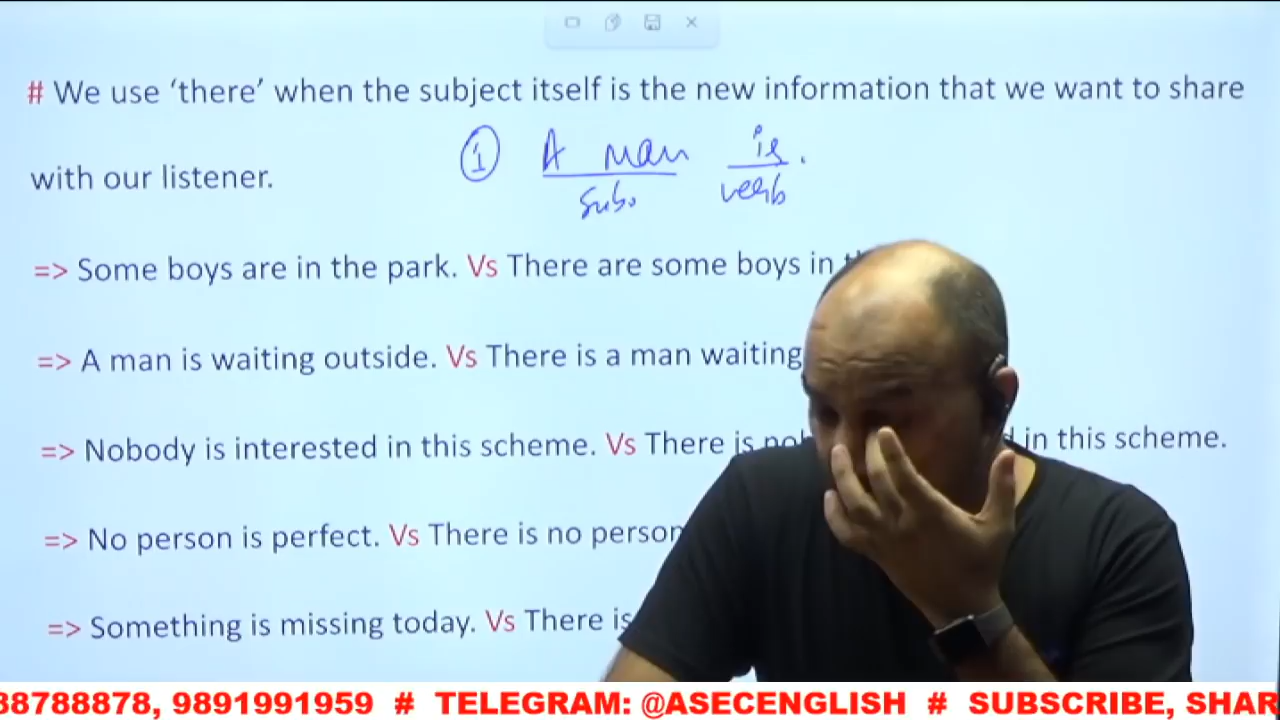 # We use ‘there’ when the subject itself is the new information that we want to share
① A man is.
with our listener.
Subo verb
=> Some boys are in the park. Vs There are some boys in
=> A man is waiting outside. Vs There is a man waiting
=> Nobody is interested in this scheme. Vs There is in this scheme.
=> No person is perfect. Vs There is no person
=> Something is missing today. Vs There is
38788878, 9891991959 # TELEGRAM: @ASECENGLISH # SUBSCRIBE, SHAR